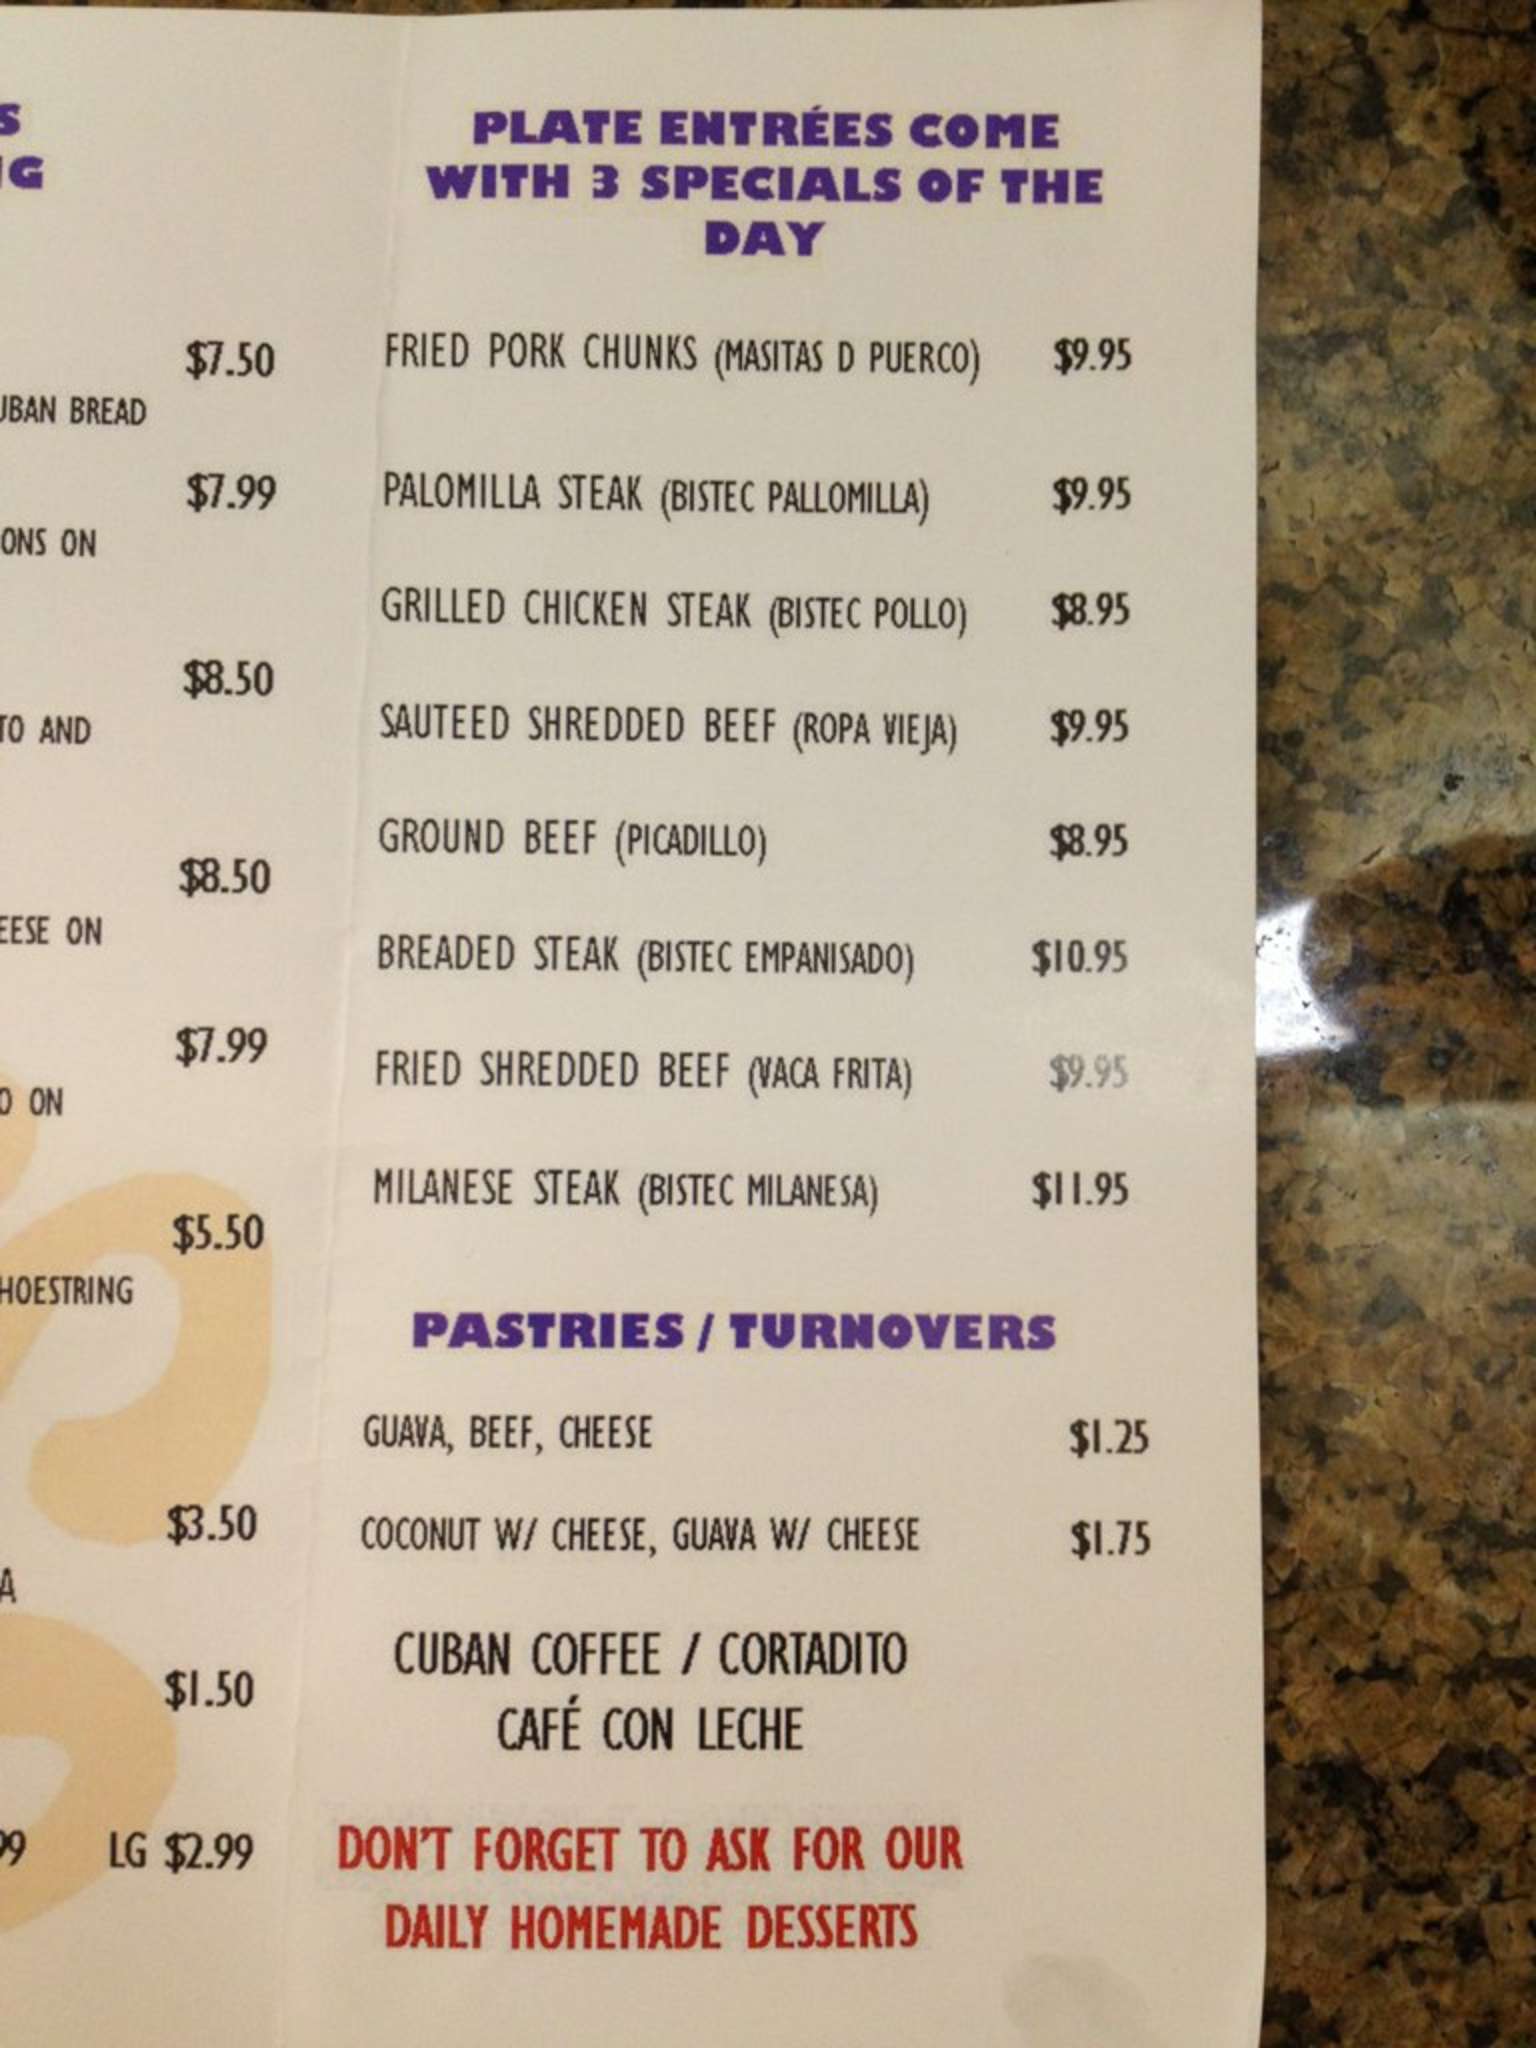 S
G
$7.50
UBAN BREAD
$7.99
ONS ON
$8.50
TO AND
$8.50
EESE ON
$7.99
O ON
$5.50
HOESTRING
$3.50
A
$1.50
99 LG $2.99
PLATE ENTRÉES COME
WITH 3 SPECIALS OF THE
DAY
FRIED PORK CHUNKS (MASITAS D PUERCO) $9.95
PALOMILLA STEAK (BISTEC PALLOMILLA) $9.95
GRILLED CHICKEN STEAK (BISTEC POLLO) $8.95
SAUTEED SHREDDED BEEF (ROPA VIEJA) $9.95
GROUND BEEF (PICADILLO) $8.95
BREADED STEAK (BISTEC EMPANISADO) $10.95
FRIED SHREDDED BEEF (VACA FRITA) $9.95
MILANESE STEAK (BISTEC MILANESA) $11.95
PASTRIES / TURNOVERS
GUAVA, BEEF, CHEESE $1.25
COCONUT W/ CHEESE, GUAVA W/ CHEESE $1.75
CUBAN COFFEE / CORTADITO
CAFÉ CON LECHE
DON'T FORGET TO ASK FOR OUR
DAILY HOMEMADE DESSERTS